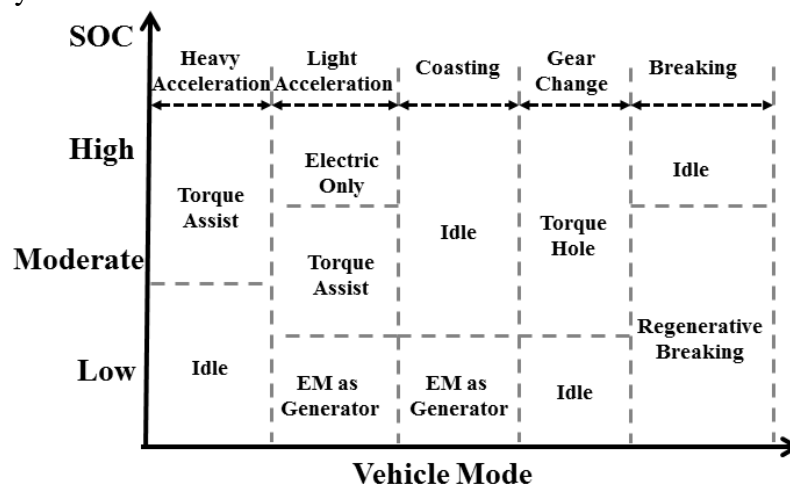 y
SOC
Heavy
Acceleration
Light
Acceleration
Coasting
Gear
Change
Breaking
High
Electric
Only
Idle
Torque
Assist
Idle
Torque
Hole
Moderate
Torque
Assist
Regenerative
Breaking
Low
Idle
EM as
Generator
EM as
Generator
Idle
Vehicle Mode